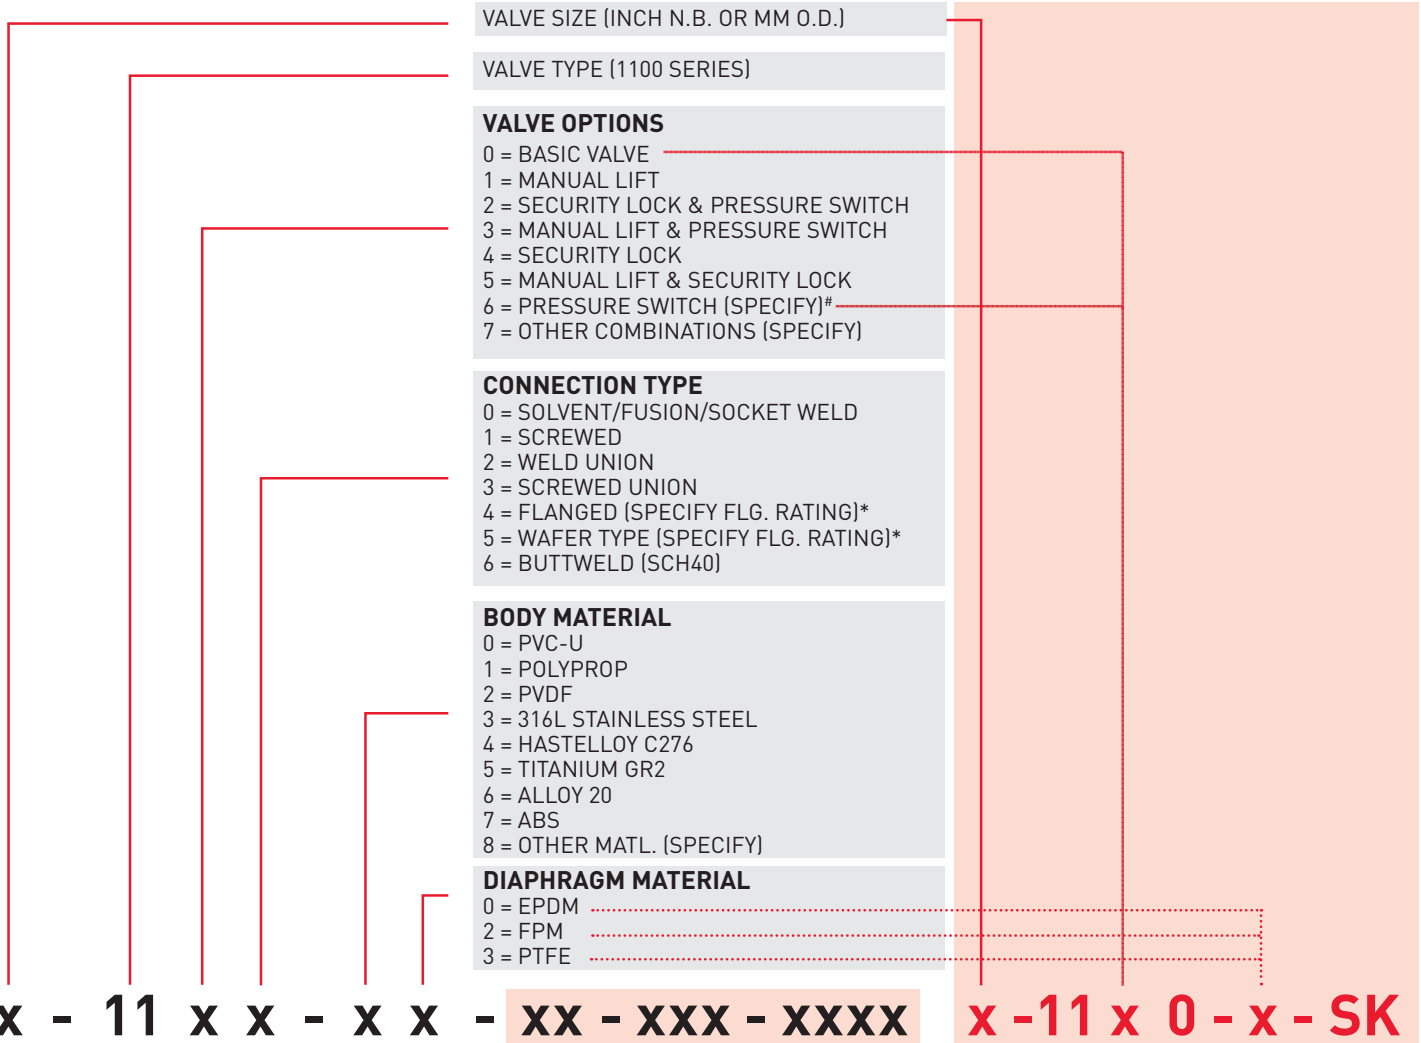 VALVE SIZE (INCH N.B. OR MM O.D.)
VALVE TYPE (1100 SERIES)
VALVE OPTIONS
0 = BASIC VALVE
1 = MANUAL LIFT
2 = SECURITY LOCK & PRESSURE SWITCH
3 = MANUAL LIFT & PRESSURE SWITCH
4 = SECURITY LOCK
5 = MANUAL LIFT & SECURITY LOCK
6 = PRESSURE SWITCH (SPECIFY)#
7 = OTHER COMBINATIONS (SPECIFY)
CONNECTION TYPE
0 = SOLVENT/FUSION/SOCKET WELD
1 = SCREWED
2 = WELD UNION
3 = SCREWED UNION
4 = FLANGED (SPECIFY FLG. RATING)*
5 = WAFER TYPE (SPECIFY FLG. RATING)*
6 = BUTTWELD (SCH40)
BODY MATERIAL
0 = PVC-U
1 = POLYPROP
2 = PVDF
3 = 316L STAINLESS STEEL
4 = HASTELLOY C276
5 = TITANIUM GR2
6 = ALLOY 20
7 = ABS
8 = OTHER MATL. (SPECIFY)
DIAPHRAGM MATERIAL
0 = EPDM
2 = FPM
3 = PTFE
x - 11 x x - x x - xx - xxx - xxxx x - 11 x 0 - x - SK